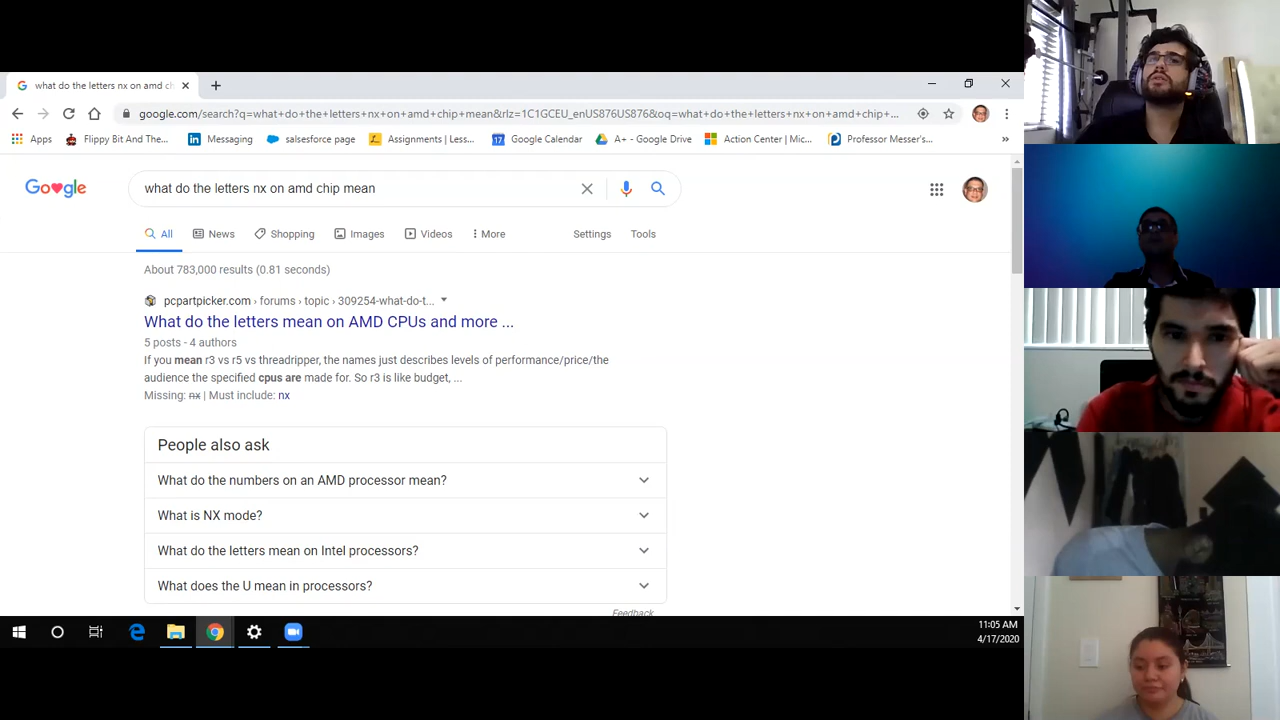 what do the letters nx on amd ch
google.com/search?q=what+do+the+letters+nx+on+amd+chip+mean&rlz=1C1GCEU_enUS876US876&oq=what+do+the+letters+nx+on+amd+chip+...
Apps
Flippy Bit And The...
Messaging
salsesforce page
Assignments | Less...
Google Calendar
A+ - Google Drive
Action Center | Mic...
Professor Messer's...
»
Google
what do the letters nx on amd chip mean
All
News
Shopping
Images
Videos
More
Settings
Tools
About 783,000 results (0.81 seconds)
pcpartpicker.com › forums › topic › 309254-what-do-t...
What do the letters mean on AMD CPUs and more ...
5 posts - 4 authors
If you mean r3 vs r5 vs threadripper, the names just describes levels of performance/price/the
audience the specified cpus are made for. So r3 is like budget, ...
Missing: nx | Must include: nx
People also ask
What do the numbers on an AMD processor mean?
What is NX mode?
What do the letters mean on Intel processors?
What does the U mean in processors?
Feedback
11:05 AM
4/17/2020